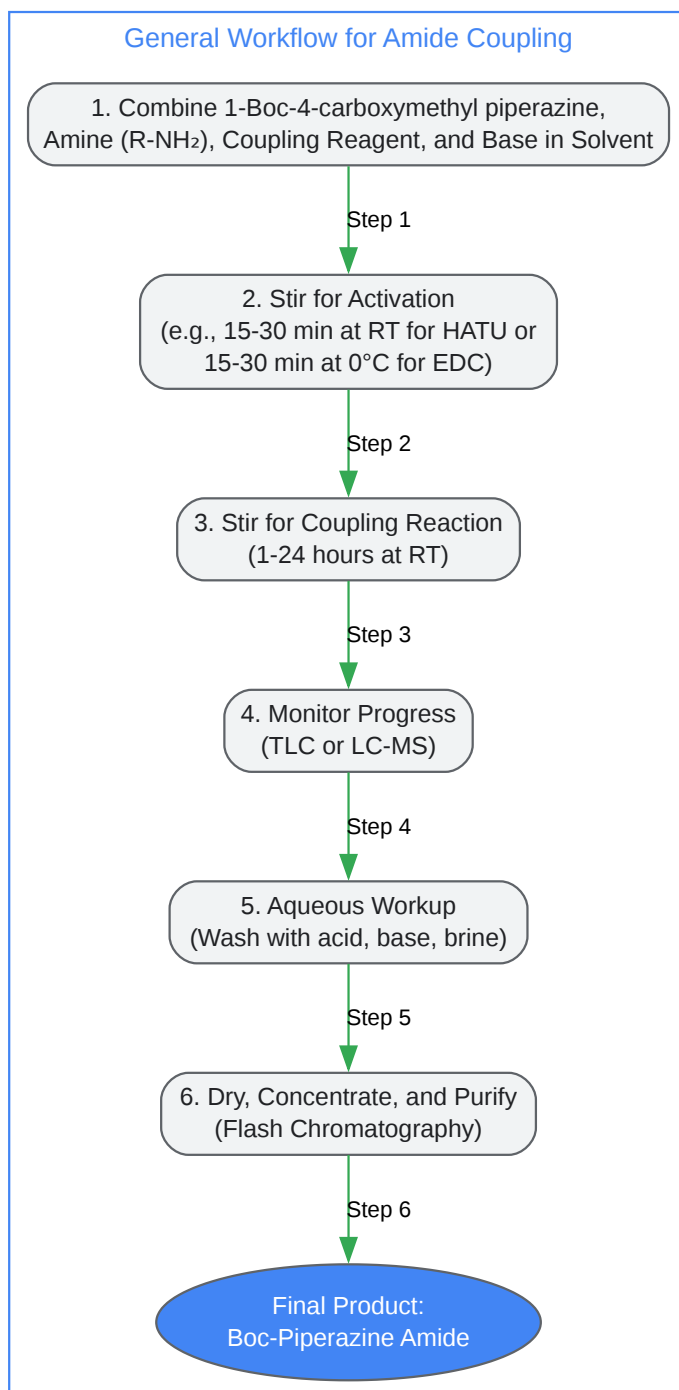 General Workflow for Amide Coupling
1. Combine 1-Boc-4-carboxymethyl piperazine,
Amine (R-NH₂), Coupling Reagent, and Base in Solvent
Step 1
2. Stir for Activation
(e.g., 15-30 min at RT for HATU or
15-30 min at 0°C for EDC)
Step 2
3. Stir for Coupling Reaction
(1-24 hours at RT)
Step 3
4. Monitor Progress
(TLC or LC-MS)
Step 4
5. Aqueous Workup
(Wash with acid, base, brine)
Step 5
6. Dry, Concentrate, and Purify
(Flash Chromatography)
Step 6
Final Product:
Boc-Piperazine Amide